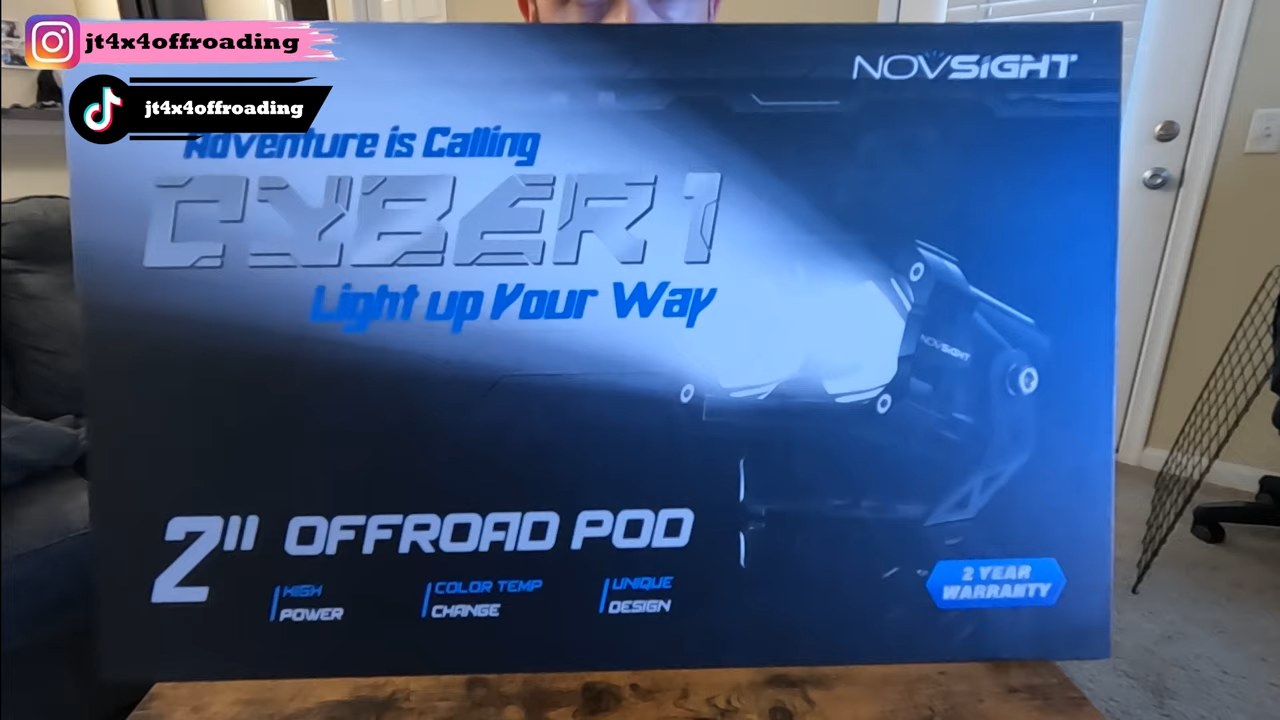 jt4x4offroading
jt4x4offroading
NOVSIGHT
Adventure is Calling
CYBER 1
Light up Your Way
NOVSIGHT
2" OFFROAD POD
HIGH
POWER
COLOR TEMP
CHANGE
UNIQUE
DESIGN
2 YEAR
WARRANTY